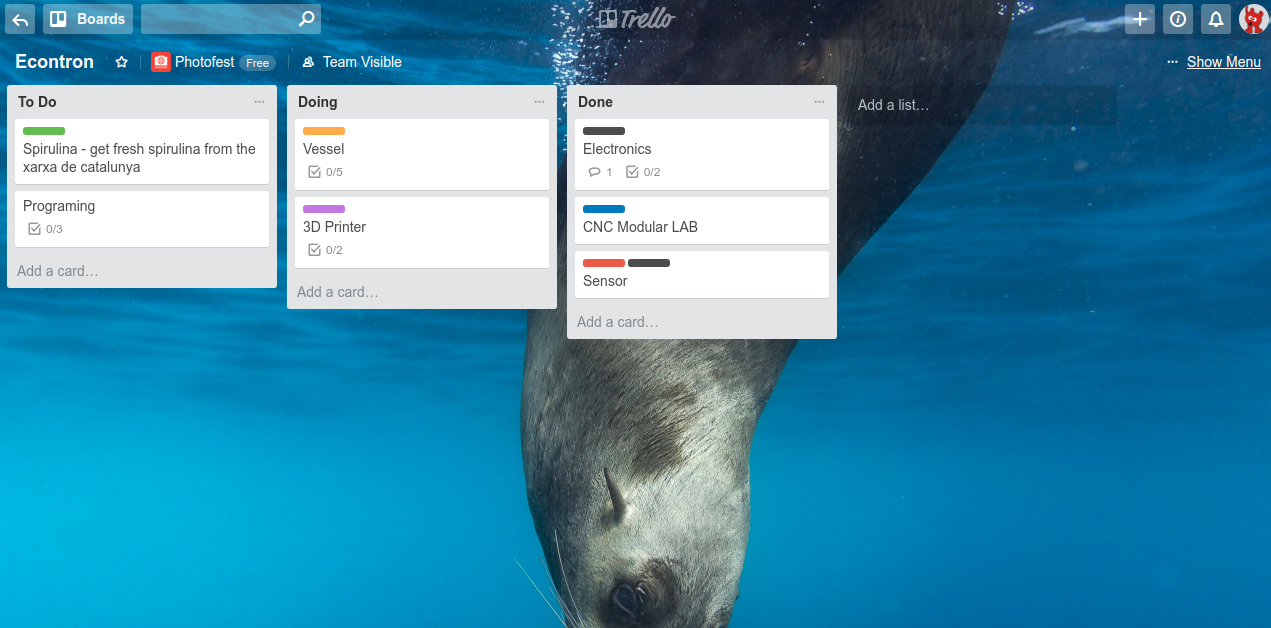 Boards
Trello
Econtron
Photofest Free
Team Visible
Show Menu
To Do
Spirulina - get fresh spirulina from the
xarxa de catalunya
Programing
0/3
Add a card…
Doing
Vessel
0/5
3D Printer
0/2
Add a card…
Done
Electronics
1 0/2
CNC Modular LAB
Sensor
Add a card…
Add a list…